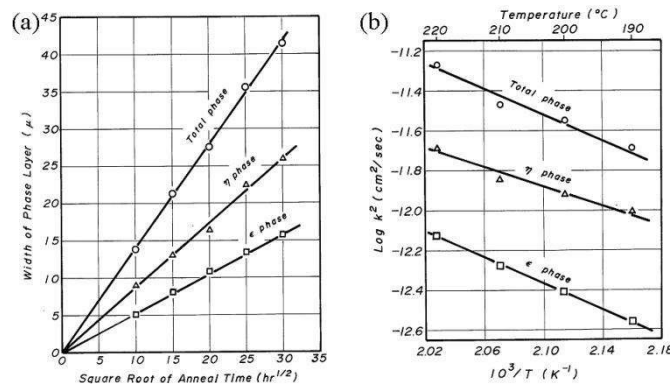 (a)
45
40
35
30
25
20
15
10
5
0
Width of Phase Layer (μ)
Total phase
η phase
ε phase
0 5 10 15 20 25 30 35
Square Root of Anneal Time (hr1/2)
(b)
Temperature (°C)
220 210 200 190
-11.2
-11.4
-11.6
-11.8
-12.0
-12.2
-12.4
-12.6
Log k² (cm²/sec)
Total phase
η phase
ε phase
2.02 2.06 2.10 2.14 2.18
10³/T (K⁻¹)